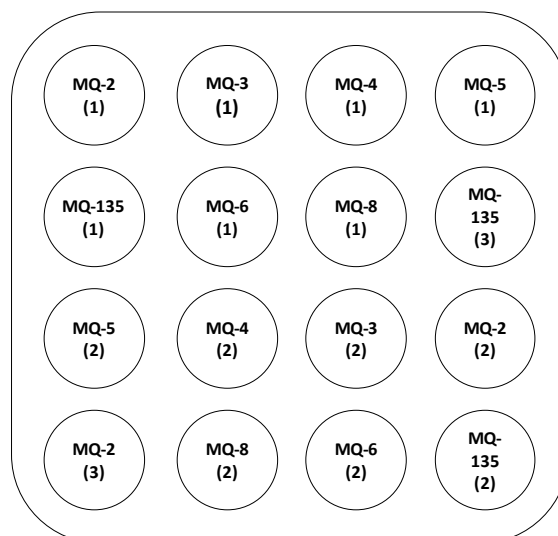 MQ-2
(1)
MQ-3
(1)
MQ-4
(1)
MQ-5
(1)
MQ-135
(1)
MQ-6
(1)
MQ-8
(1)
MQ-
135
(3)
MQ-5
(2)
MQ-4
(2)
MQ-3
(2)
MQ-2
(2)
MQ-2
(3)
MQ-8
(2)
MQ-6
(2)
MQ-
135
(2)